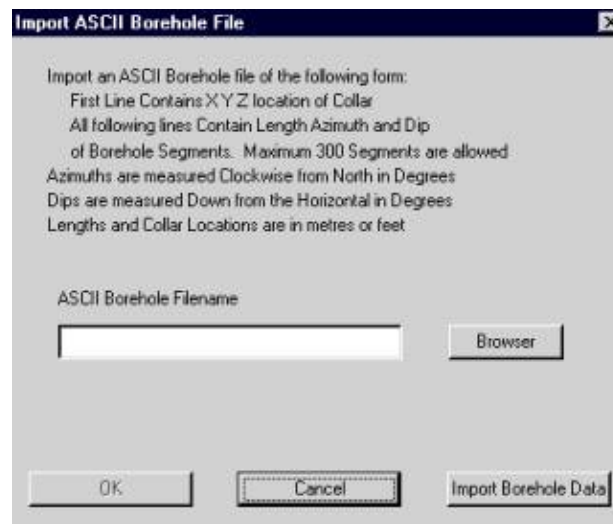 Import ASCII Borehole File
Import an ASCII Borehole file of the following form:
First Line Contains X Y Z location of Collar
All following lines Contain Length Azimuth and Dip
of Borehole Segments. Maximum 300 Segments are allowed
Azimuths are measured Clockwise from North in Degrees
Dips are measured Down from the Horizontal in Degrees
Lengths and Collar Locations are in metres or feet
ASCII Borehole Filename
Browser
OK
Cancel
Import Borehole Data